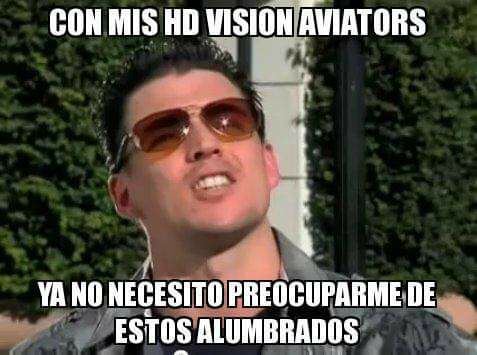 CON MIS HD VISION AVIATORS
YA NO NECESITO PREOCUPARME DE
ESTOS ALUMBRADOS